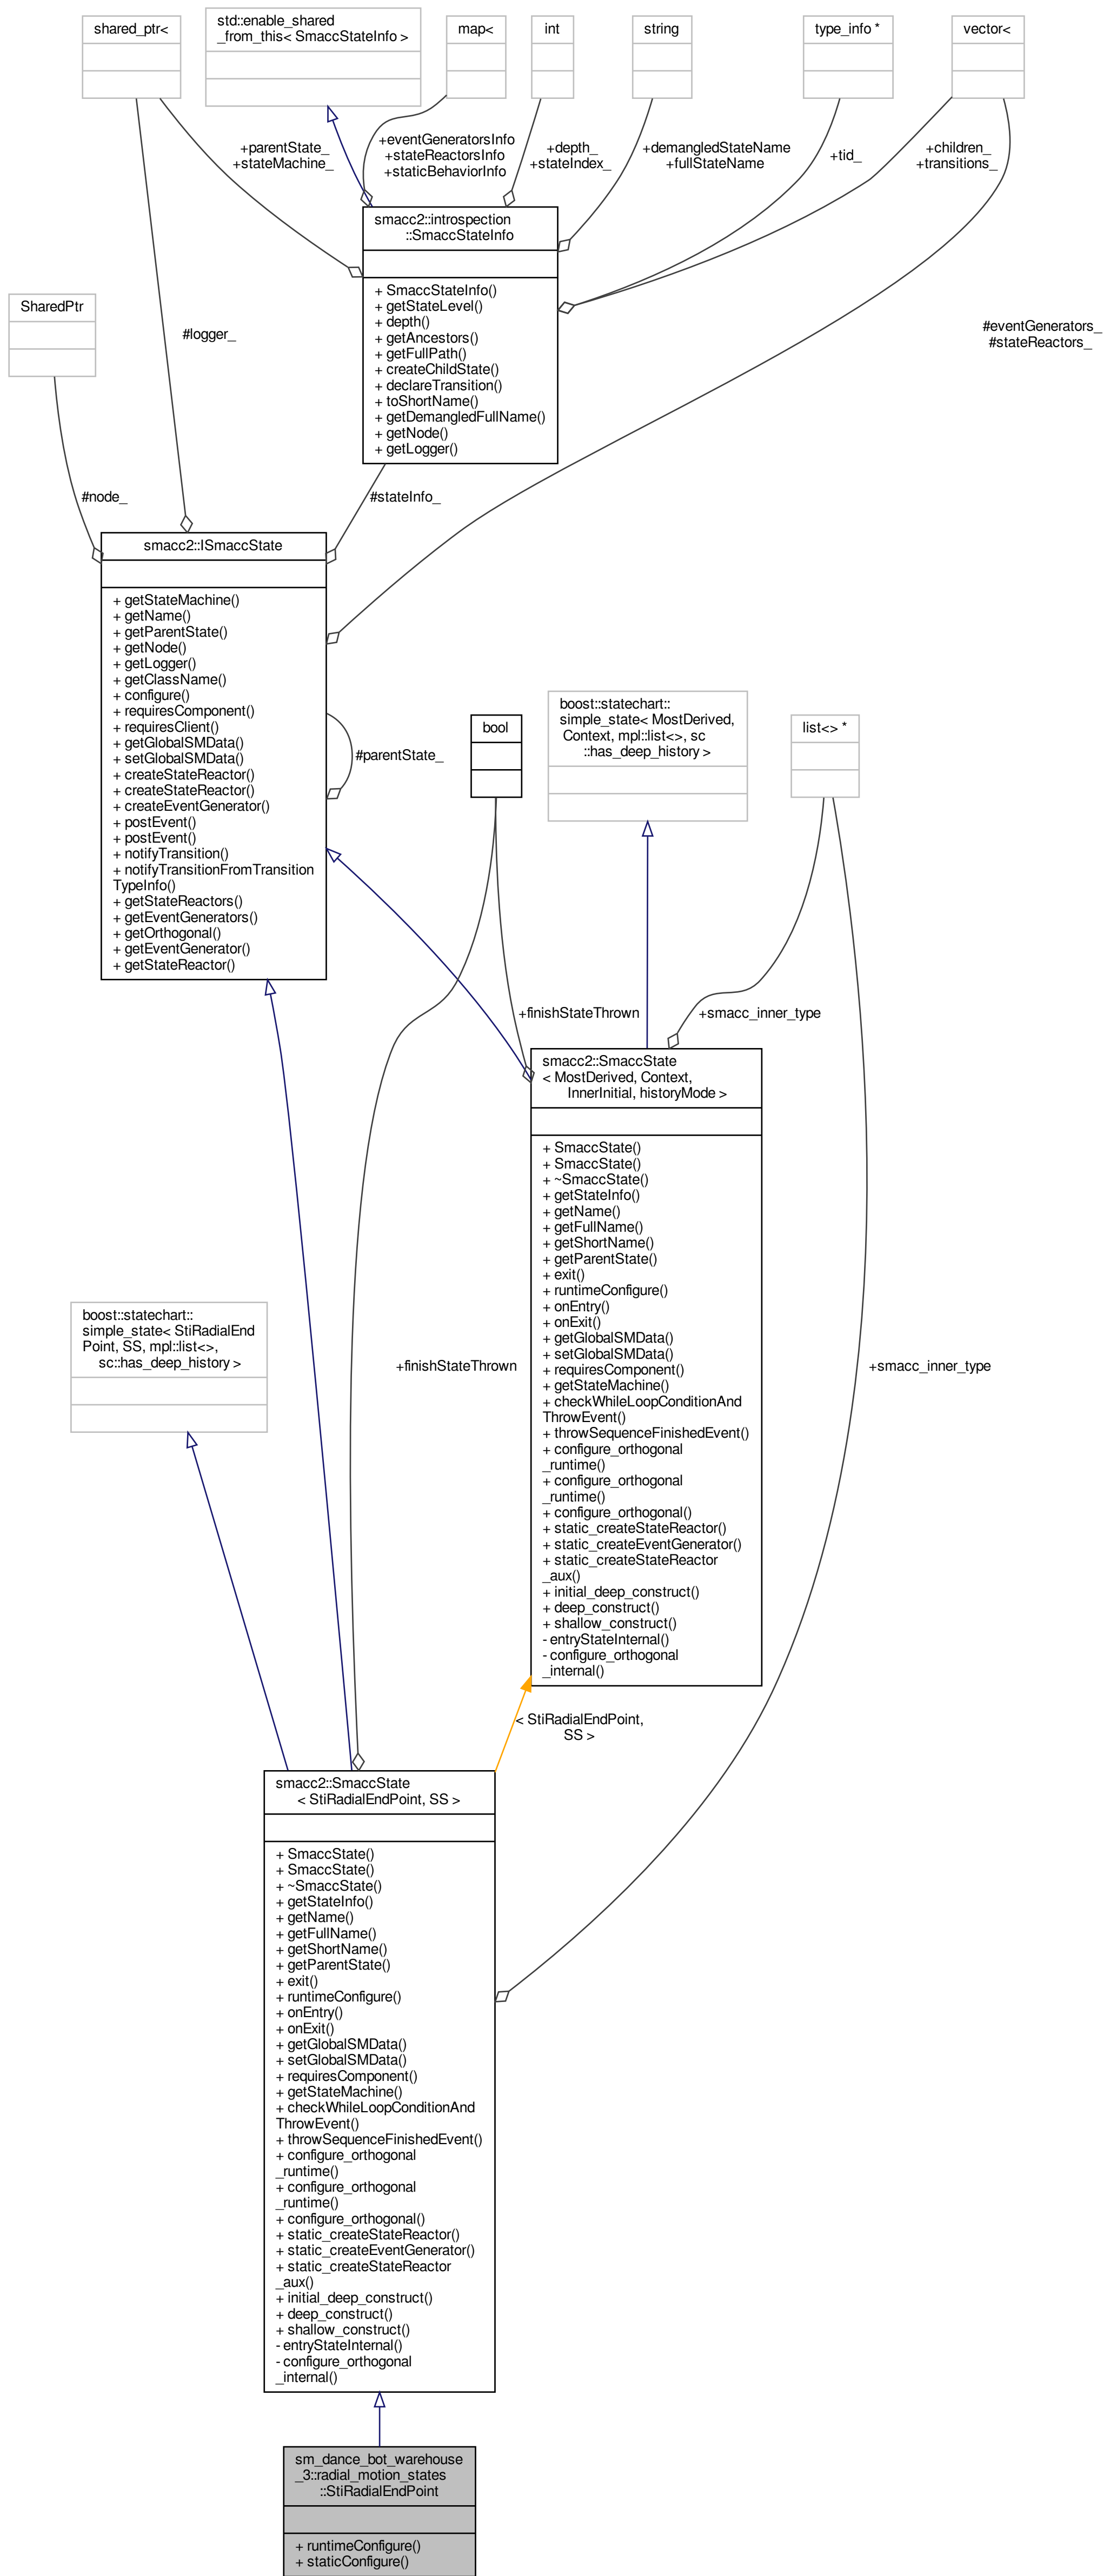 shared_ptr<
std::enable_shared
_from_this< SmaccStateInfo >
map<
int
string
type_info *
vector<
+parentState_
+stateMachine_
+eventGeneratorsInfo
+stateReactorsInfo
+staticBehaviorInfo
+depth_
+stateIndex_
+demangledStateName
+fullStateName
+tid_
+children_
+transitions_
smacc2::introspection
::SmaccStateInfo
+ SmaccStateInfo()
+ getStateLevel()
+ depth()
+ getAncestors()
+ getFullPath()
+ createChildState()
+ declareTransition()
+ toShortName()
+ getDemangledFullName()
+ getNode()
+ getLogger()
SharedPtr
#logger_
#eventGenerators_
#stateReactors_
#node_
#stateInfo_
smacc2::ISmaccState
+ getStateMachine()
+ getName()
+ getParentState()
+ getNode()
+ getLogger()
+ getClassName()
+ configure()
+ requiresComponent()
+ requiresClient()
+ getGlobalSMData()
+ setGlobalSMData()
+ createStateReactor()
+ createStateReactor()
+ createEventGenerator()
+ postEvent()
+ postEvent()
+ notifyTransition()
+ notifyTransitionFromTransition
TypeInfo()
+ getStateReactors()
+ getEventGenerators()
+ getOrthogonal()
+ getEventGenerator()
+ getStateReactor()
#parentState_
bool
boost::statechart::
simple_state< MostDerived,
Context, mpl::list<>, sc
::has_deep_history >
list<> *
+finishStateThrown
+smacc_inner_type
smacc2::SmaccState
< MostDerived, Context,
InnerInitial, historyMode >
+ SmaccState()
+ SmaccState()
+ ~SmaccState()
+ getStateInfo()
+ getName()
+ getFullName()
+ getShortName()
+ getParentState()
+ exit()
+ runtimeConfigure()
+ onEntry()
+ onExit()
+ getGlobalSMData()
+ setGlobalSMData()
+ requiresComponent()
+ getStateMachine()
+ checkWhileLoopConditionAnd
ThrowEvent()
+ throwSequenceFinishedEvent()
+ configure_orthogonal
_runtime()
+ configure_orthogonal
_runtime()
+ configure_orthogonal()
+ static_createStateReactor()
+ static_createEventGenerator()
+ static_createStateReactor
_aux()
+ initial_deep_construct()
+ deep_construct()
+ shallow_construct()
- entryStateInternal()
- configure_orthogonal
_internal()
boost::statechart::
simple_state< StiRadialEnd
Point, SS, mpl::list<>,
sc::has_deep_history >
+finishStateThrown
+smacc_inner_type
< StiRadialEndPoint,
SS >
smacc2::SmaccState
< StiRadialEndPoint, SS >
+ SmaccState()
+ SmaccState()
+ ~SmaccState()
+ getStateInfo()
+ getName()
+ getFullName()
+ getShortName()
+ getParentState()
+ exit()
+ runtimeConfigure()
+ onEntry()
+ onExit()
+ getGlobalSMData()
+ setGlobalSMData()
+ requiresComponent()
+ getStateMachine()
+ checkWhileLoopConditionAnd
ThrowEvent()
+ throwSequenceFinishedEvent()
+ configure_orthogonal
_runtime()
+ configure_orthogonal
_runtime()
+ configure_orthogonal()
+ static_createStateReactor()
+ static_createEventGenerator()
+ static_createStateReactor
_aux()
+ initial_deep_construct()
+ deep_construct()
+ shallow_construct()
- entryStateInternal()
- configure_orthogonal
_internal()
sm_dance_bot_warehouse
_3::radial_motion_states
::StiRadialEndPoint
+ runtimeConfigure()
+ staticConfigure()